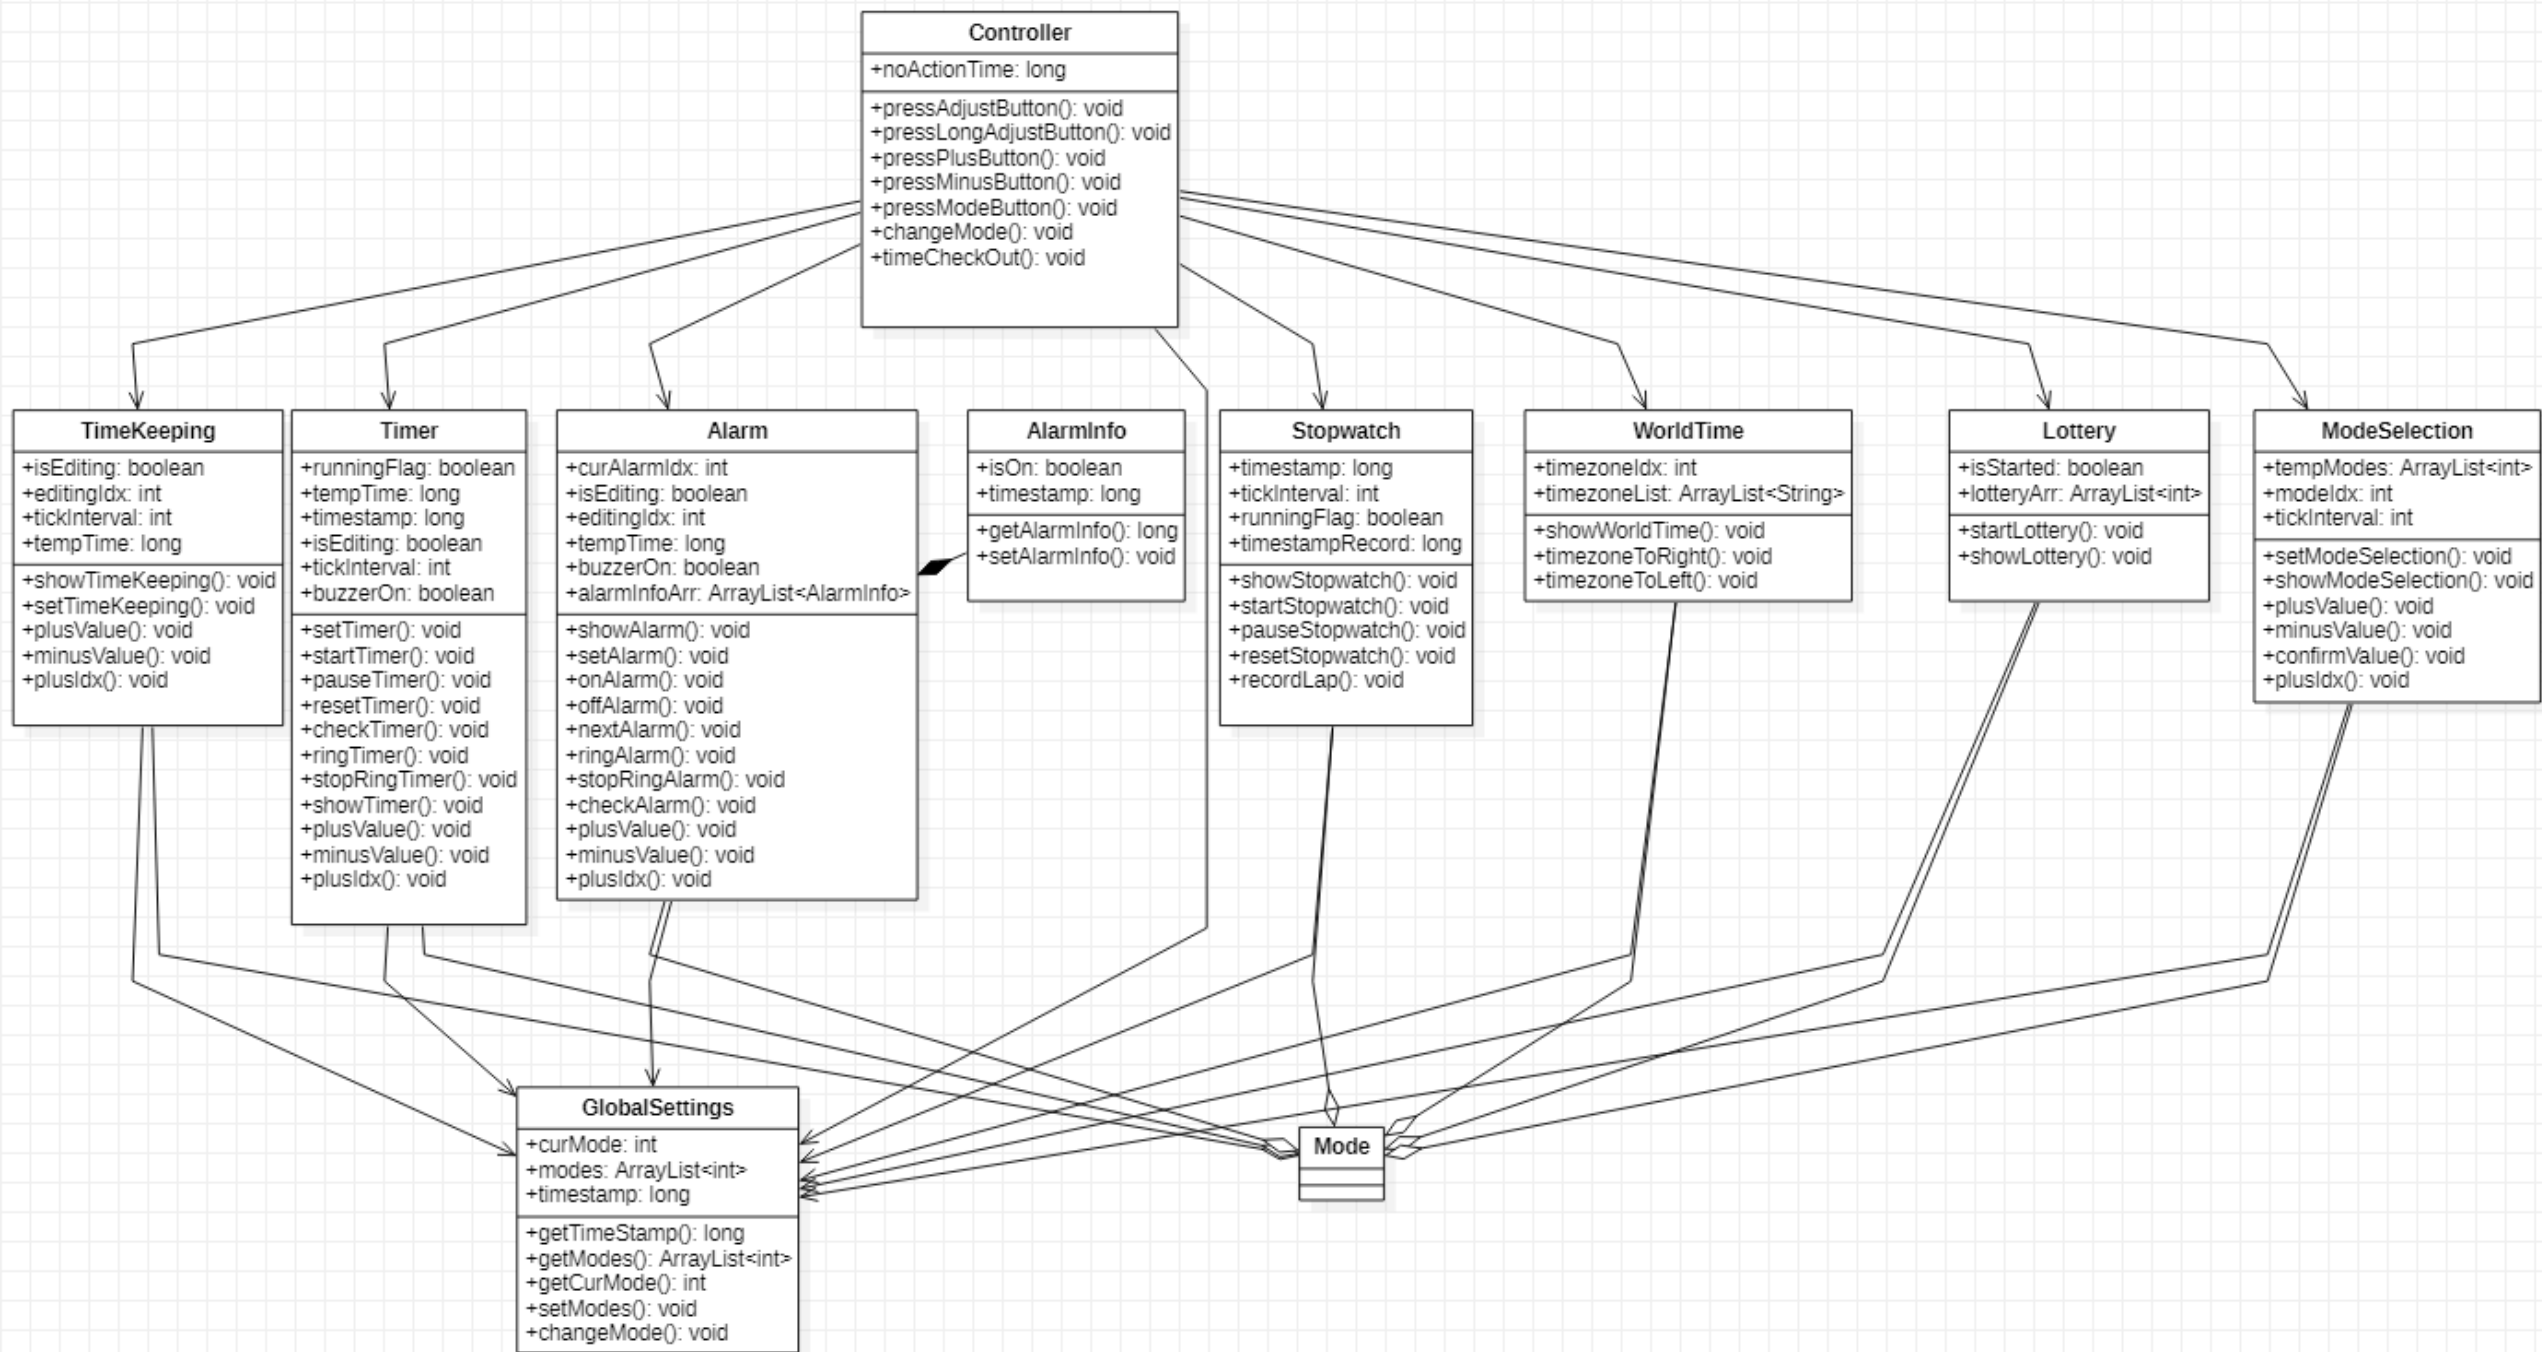 Controller
+noActionTime: long
+pressAdjustButton(): void
+pressLongAdjustButton(): void
+pressPlusButton(): void
+pressMinusButton(): void
+pressModeButton(): void
+changeMode(): void
+timeCheckOut(): void
TimeKeeping
+isEditing: boolean
+editingIdx: int
+tickInterval: int
+tempTime: long
+showTimeKeeping(): void
+setTimeKeeping(): void
+plusValue(): void
+minusValue(): void
+plusIdx(): void
Timer
+runningFlag: boolean
+tempTime: long
+timestamp: long
+isEditing: boolean
+tickInterval: int
+buzzerOn: boolean
+setTimer(): void
+startTimer(): void
+pauseTimer(): void
+resetTimer(): void
+checkTimer(): void
+ringTimer(): void
+stopRingTimer(): void
+showTimer(): void
+plusValue(): void
+minusValue(): void
+plusIdx(): void
Alarm
+curAlarmIdx: int
+isEditing: boolean
+editingIdx: int
+tempTime: long
+buzzerOn: boolean
+alarmInfoArr: ArrayList<AlarmInfo>
+showAlarm(): void
+setAlarm(): void
+onAlarm(): void
+offAlarm(): void
+nextAlarm(): void
+ringAlarm(): void
+stopRingAlarm(): void
+checkAlarm(): void
+plusValue(): void
+minusValue(): void
+plusIdx(): void
AlarmInfo
+isOn: boolean
+timestamp: long
+getAlarmInfo(): long
+setAlarmInfo(): void
Stopwatch
+timestamp: long
+tickInterval: int
+runningFlag: boolean
+timestampRecord: long
+showStopwatch(): void
+startStopwatch(): void
+pauseStopwatch(): void
+resetStopwatch(): void
+recordLap(): void
WorldTime
+timezoneIdx: int
+timezoneList: ArrayList<String>
+showWorldTime(): void
+timezoneToRight(): void
+timezoneToLeft(): void
Lottery
+isStarted: boolean
+lotteryArr: ArrayList<int>
+startLottery(): void
+showLottery(): void
ModeSelection
+tempModes: ArrayList<int>
+modeIdx: int
+tickInterval: int
+setModeSelection(): void
+showModeSelection(): void
+plusValue(): void
+minusValue(): void
+confirmValue(): void
+plusIdx(): void
GlobalSettings
+curMode: int
+modes: ArrayList<int>
+timestamp: long
+getTimeStamp(): long
+getModes(): ArrayList<int>
+getCurMode(): int
+setModes(): void
+changeMode(): void
Mode